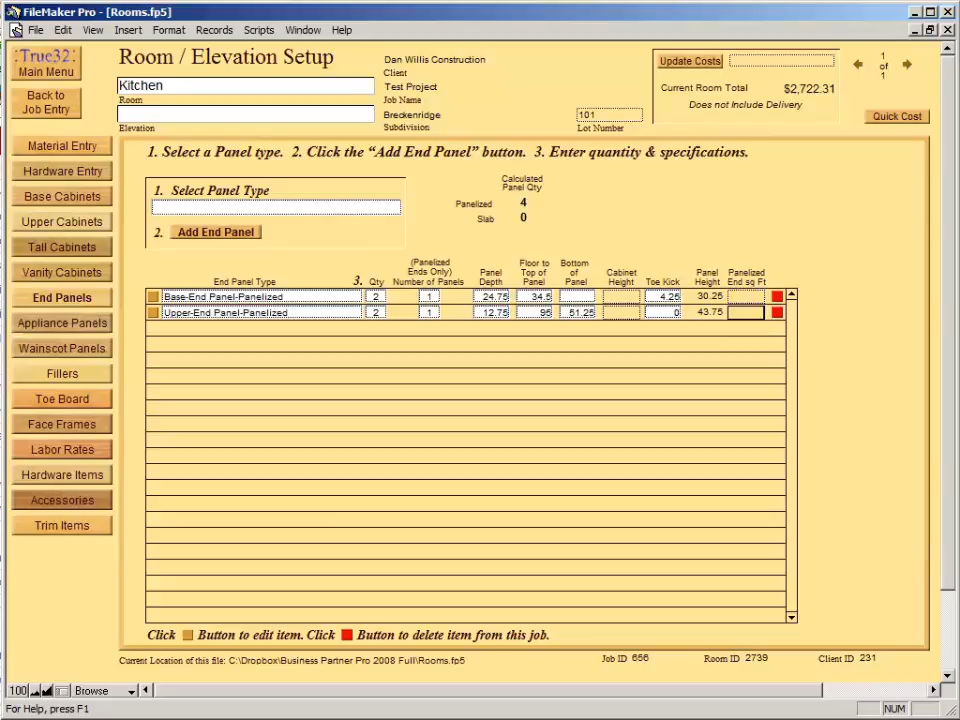 FileMaker Pro - [Rooms.fp5]
File Edit View Insert Format Records Scripts Window Help
True32
Main Menu
Back to
Job Entry
Room / Elevation Setup
Kitchen
Room
Elevation
Dan Willis Construction
Client
Test Project
Job Name
Breckenridge
Subdivision
101
Lot Number
Update Costs
Current Room Total $2,722.31
Does not Include Delivery
1
of
1
Quick Cost
Material Entry
Hardware Entry
Base Cabinets
Upper Cabinets
Tall Cabinets
Vanity Cabinets
End Panels
Appliance Panels
Wainscot Panels
Fillers
Toe Board
Face Frames
Labor Rates
Hardware Items
Accessories
Trim Items
1. Select a Panel type. 2. Click the “Add End Panel” button. 3. Enter quantity & specifications.
1. Select Panel Type
2. Add End Panel
Calculated
Panel Qty
Panelized 4
Slab 0
End Panel Type
3. Qty
(Panelized
Ends Only)
Number of Panels
Panel
Depth
Floor to
Top of
Panel
Bottom
of
Panel
Cabinet
Height
Toe Kick
Panel
Height
Panelized
End sq Ft
Base-End Panel-Panelized 2 1 24.75 34.5 4.25 30.25
Upper-End Panel-Panelized 2 1 12.75 95 51.25 0 43.75 0
Click Button to edit item. Click Button to delete item from this job.
Current Location of this file: C:\Dropbox\Business Partner Pro 2008 Full\Rooms.fp5
Job ID 656 Room ID 2739 Client ID 231
100 Browse
For Help, press F1
NUM